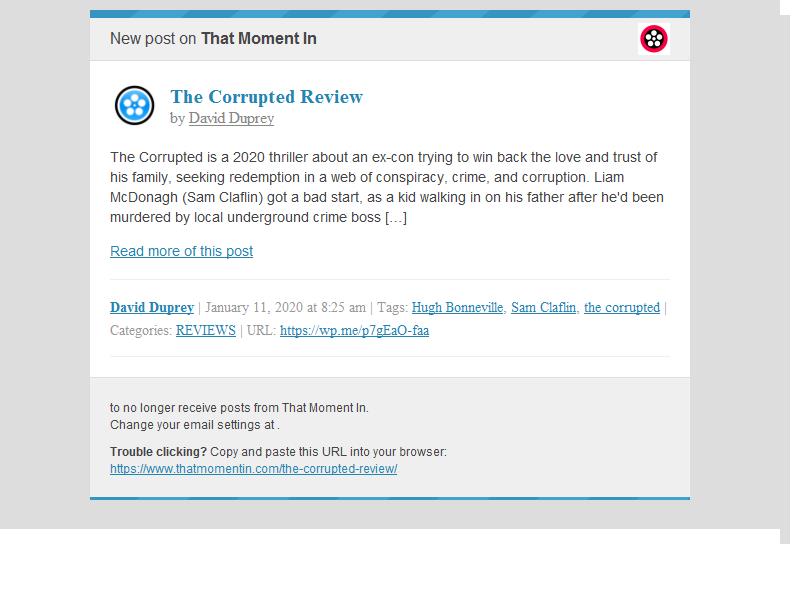 New post on That Moment In
The Corrupted Review
by David Duprey
The Corrupted is a 2020 thriller about an ex-con trying to win back the love and trust of
his family, seeking redemption in a web of conspiracy, crime, and corruption. Liam
McDonagh (Sam Claflin) got a bad start, as a kid walking in on his father after he'd been
murdered by local underground crime boss […]
Read more of this post
David Duprey | January 11, 2020 at 8:25 am | Tags: Hugh Bonneville, Sam Claflin, the corrupted |
Categories: REVIEWS | URL: https://wp.me/p7gEaO-faa
to no longer receive posts from That Moment In.
Change your email settings at .
Trouble clicking? Copy and paste this URL into your browser:
https://www.thatmomentin.com/the-corrupted-review/